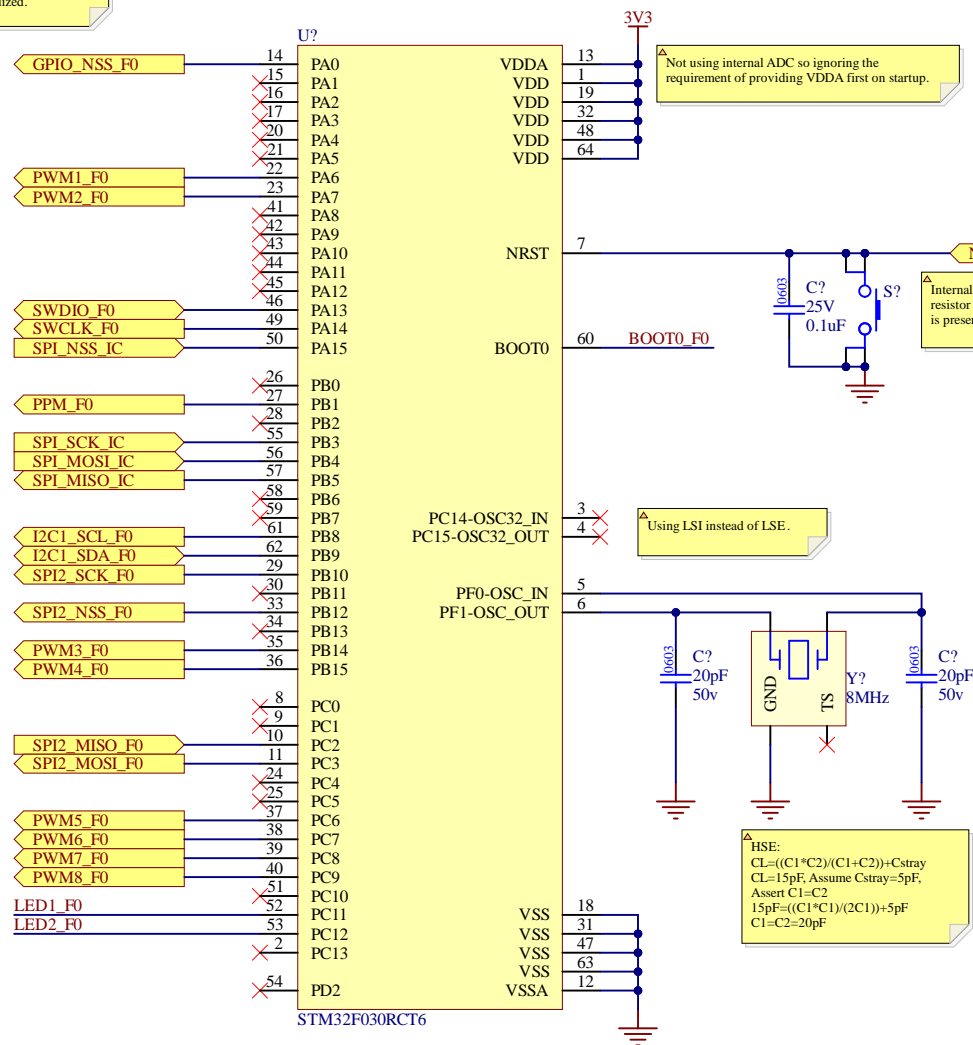 ized.
U?
3V3
GPIO_NSS_F0
14 PA0
15 PA1
16 PA2
17 PA3
20 PA4
21 PA5
PWM1_F0
22 PA6
PWM2_F0
23 PA7
41 PA8
42 PA9
43 PA10
44 PA11
45 PA12
SWDIO_F0
46 PA13
SWCLK_F0
49 PA14
SPI_NSS_IC
50 PA15
26 PB0
PPM_F0
27 PB1
28 PB2
SPI_SCK_IC
55 PB3
SPI_MOSI_IC
56 PB4
SPI_MISO_IC
57 PB5
58 PB6
59 PB7
I2C1_SCL_F0
61 PB8
I2C1_SDA_F0
62 PB9
SPI2_SCK_F0
29 PB10
30 PB11
SPI2_NSS_F0
33 PB12
34 PB13
PWM3_F0
35 PB14
PWM4_F0
36 PB15
8 PC0
9 PC1
SPI2_MISO_F0
10 PC2
SPI2_MOSI_F0
11 PC3
24 PC4
25 PC5
PWM5_F0
37 PC6
PWM6_F0
38 PC7
PWM7_F0
39 PC8
PWM8_F0
40 PC9
51 PC10
LED1_F0
52 PC11
LED2_F0
53 PC12
2 PC13
54 PD2
STM32F030RCT6
VDDA 13
VDD 1
VDD 19
VDD 32
VDD 48
VDD 64
Not using internal ADC so ignoring the
requirement of providing VDDA first on startup.
NRST 7
N
0603
C?
25V
0.1uF
S?
Internal
resistor
is presen
BOOT0 60
BOOT0_F0
PC14-OSC32_IN 3
PC15-OSC32_OUT 4
Using LSI instead of LSE.
PF0-OSC_IN 5
PF1-OSC_OUT 6
0603
C?
20pF
50v
GND
TS
Y?
8MHz
0603
C?
20pF
50v
HSE:
CL=((C1*C2)/(C1+C2))+Cstray
CL=15pF, Assume Cstray=5pF,
Assert C1=C2
15pF=((C1*C1)/(2C1))+5pF
C1=C2=20pF
VSS 18
VSS 31
VSS 47
VSS 63
VSSA 12